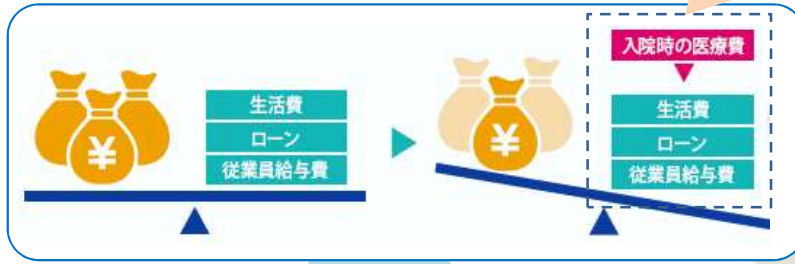 ¥
生活費
ローン
従業員給与費
¥
入院時の医療費
生活費
ローン
従業員給与費